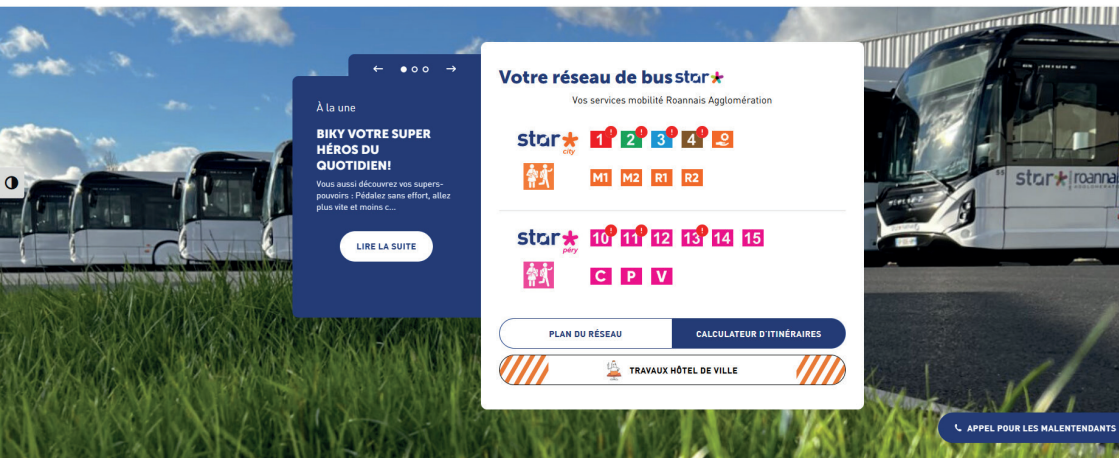 À la une
BIKY VOTRE SUPER
HÉROS DU
QUOTIDIEN!
Vous aussi découvrez vos supers-
pouvoirs : Pédalez sans effort, allez
plus vite et moins c...
LIRE LA SUITE
Votre réseau de bus star
Vos services mobilité Roannais Agglomération
star city 1! 2! 3! 4!
M1 M2 R1 R2
star péry 10! 11! 12 13! 14 15
C P V
PLAN DU RÉSEAU CALCULATEUR D'ITINÉRAIRES
TRAVAUX HÔTEL DE VILLE
star roannais
APPEL POUR LES MALENTENDANTS